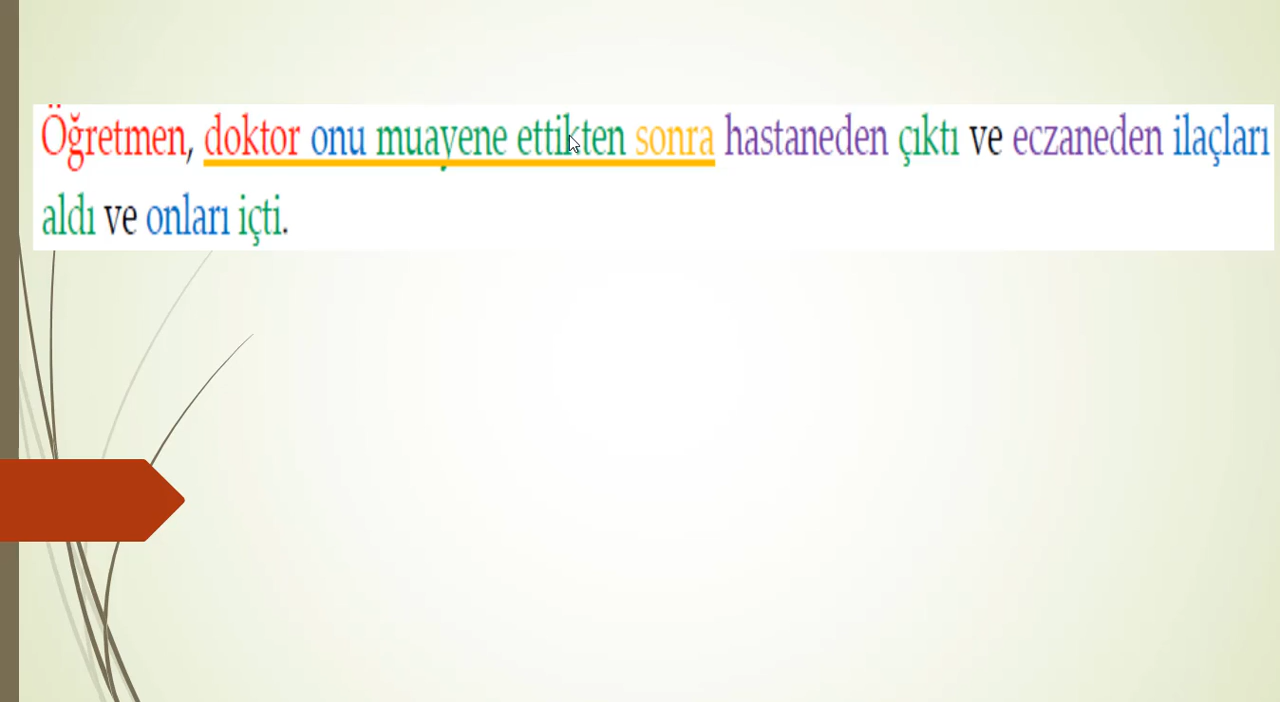 Öğretmen, doktor onu muayene ettikten sonra hastaneden çıktı ve eczaneden ilaçları
aldı ve onları içti.